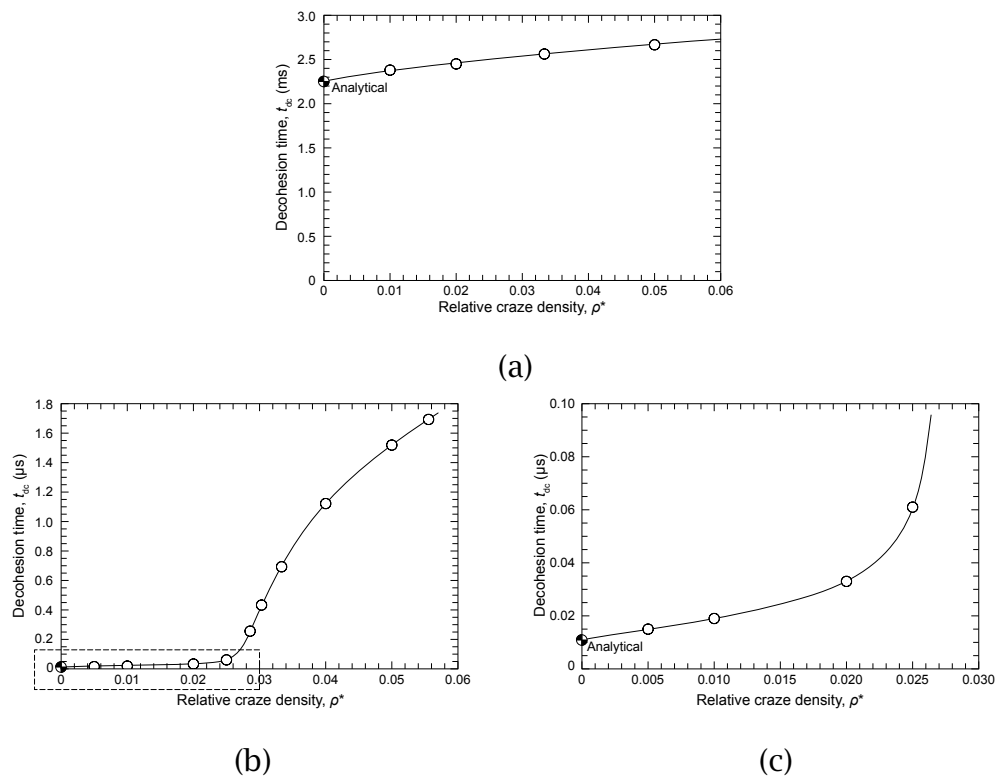 3.0
2.5
2.0
1.5
1.0
0.5
0
Decohesion time, t_dc (ms)
Analytical
0 0.01 0.02 0.03 0.04 0.05 0.06
Relative craze density, ρ*
(a)
1.8
1.6
1.4
1.2
1.0
0.8
0.6
0.4
0.2
0
Decohesion time, t_dc (μs)
0 0.01 0.02 0.03 0.04 0.05 0.06
Relative craze density, ρ*
(b)
0.10
0.08
0.06
0.04
0.02
0
Decohesion time, t_dc (μs)
Analytical
0 0.005 0.010 0.015 0.020 0.025 0.030
Relative craze density, ρ*
(c)